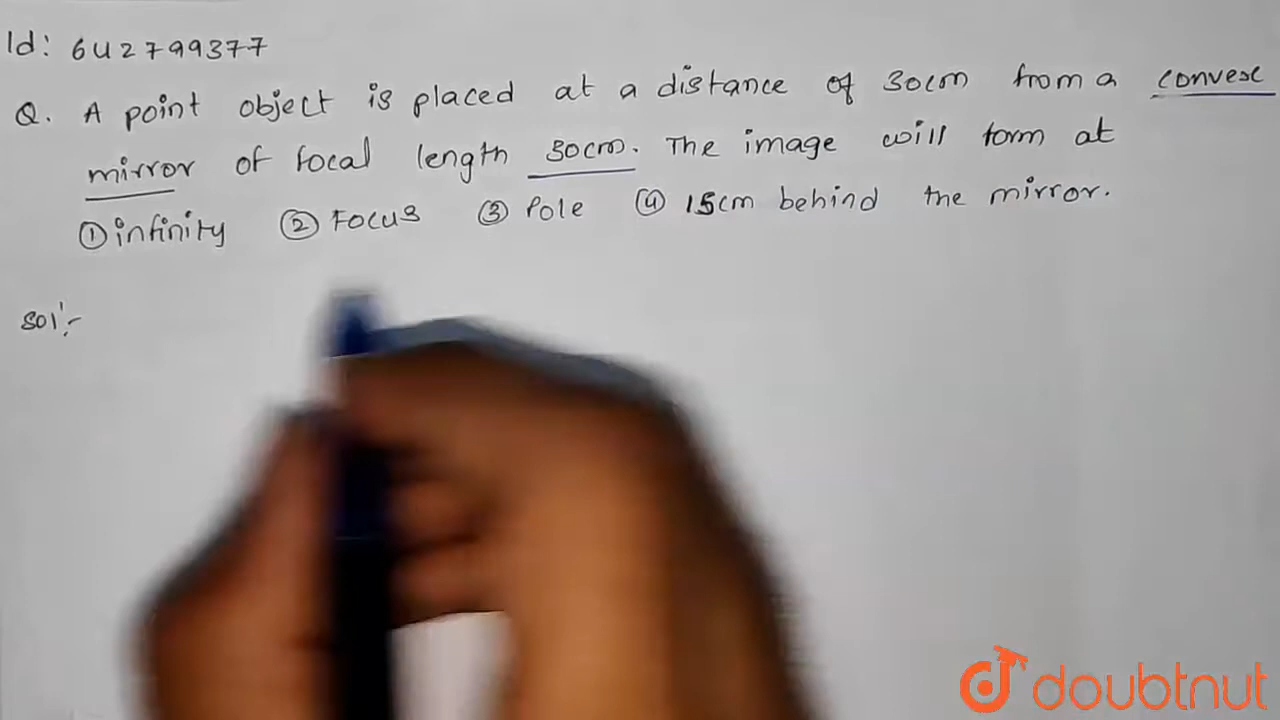 Id: 642799377
Q. A point object is placed at a distance of 30cm from a convex
mirror of focal length 30cm. The image will form at
① infinity ② Focus ③ Pole ④ 15cm behind the mirror.
Sol:-
doubtnut